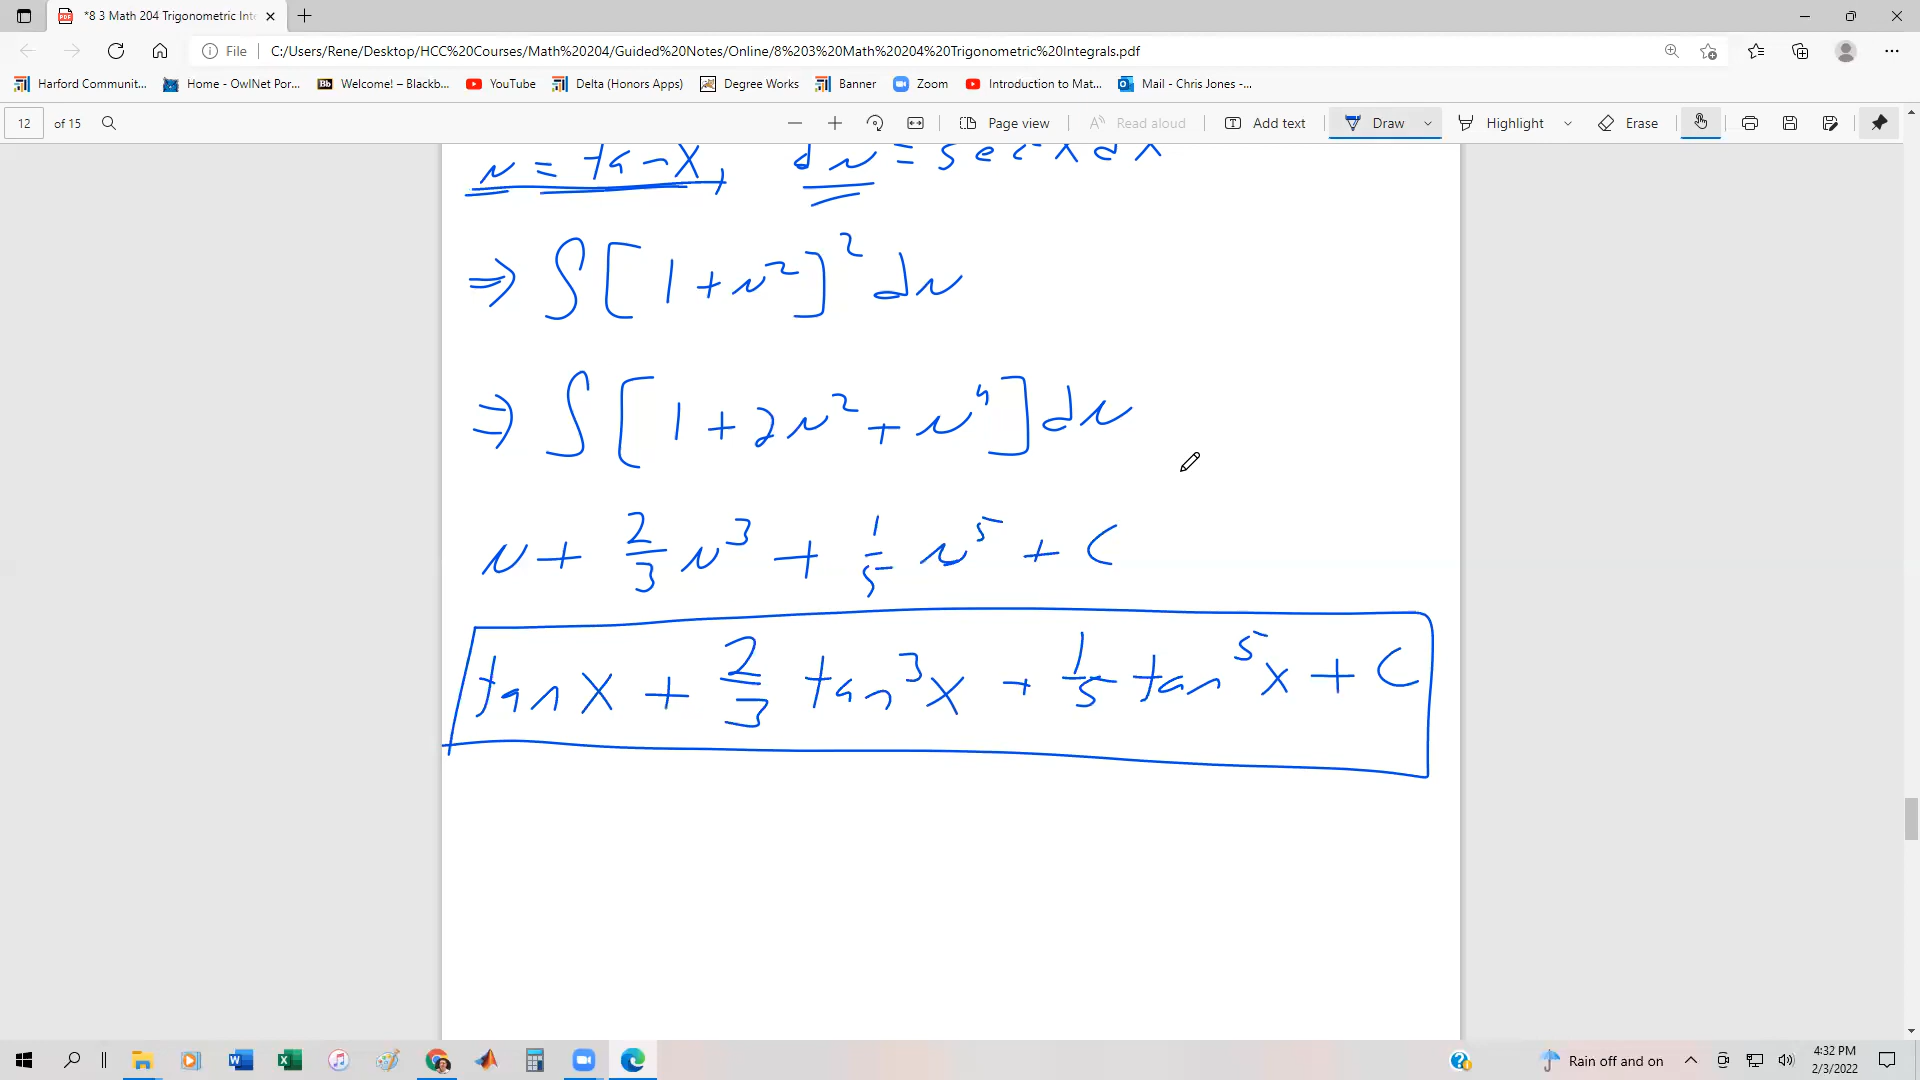 *8 3 Math 204 Trigonometric Inte
File C:/Users/Rene/Desktop/HCC%20Courses/Math%20204/Guided%20Notes/Online/8%203%20Math%20204%20Trigonometric%20Integrals.pdf
Harford Communit... Home - OwlNet Por... Bb Welcome! – Blackb... YouTube Delta (Honors Apps) Degree Works Banner Zoom Introduction to Mat... Mail - Chris Jones -...
12 of 15 Page view Read aloud Add text Draw Highlight Erase
u = tan x, du = sec²x dx
⇒ ∫ [1 + u²]² du
⇒ ∫ [1 + 2u² + u⁴] du
u + 2/3 u³ + 1/5 u⁵ + C
tan x + 2/3 tan³x + 1/5 tan⁵x + C
Rain off and on 4:32 PM
2/3/2022